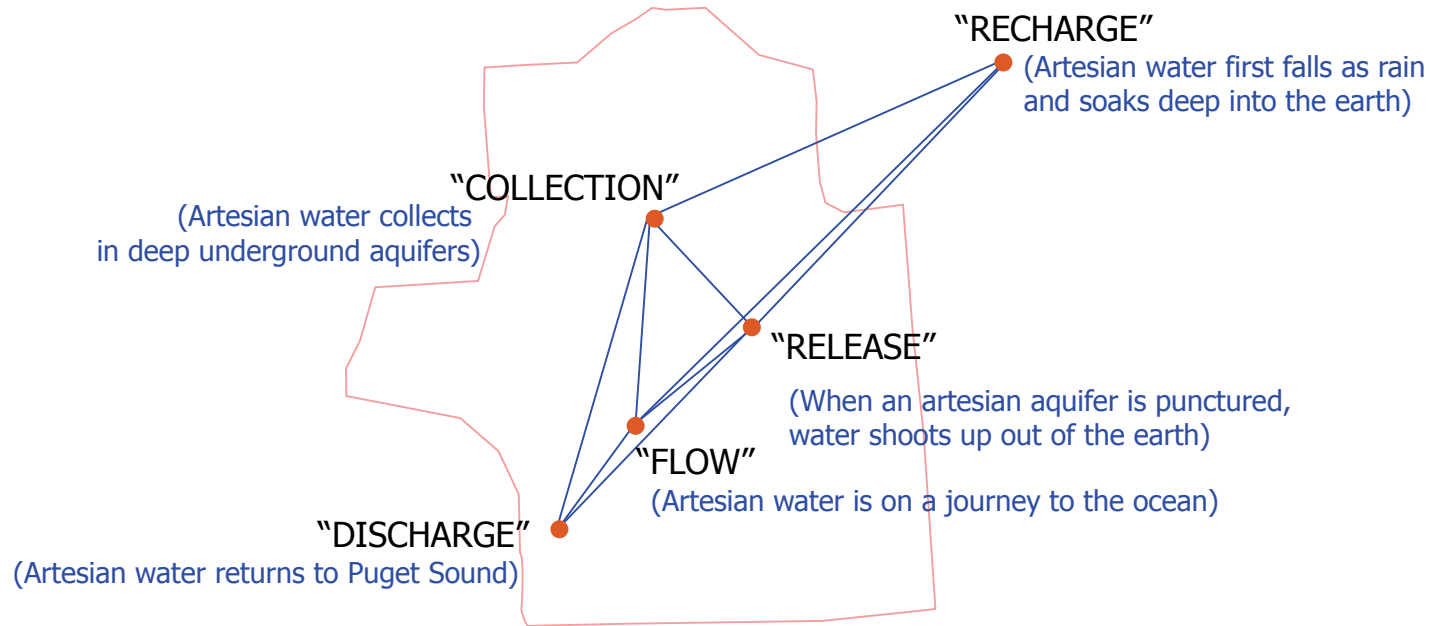 “RECHARGE”
(Artesian water first falls as rain
and soaks deep into the earth)
“COLLECTION”
(Artesian water collects
in deep underground aquifers)
“RELEASE”
(When an artesian aquifer is punctured,
water shoots up out of the earth)
“FLOW”
(Artesian water is on a journey to the ocean)
“DISCHARGE”
(Artesian water returns to Puget Sound)